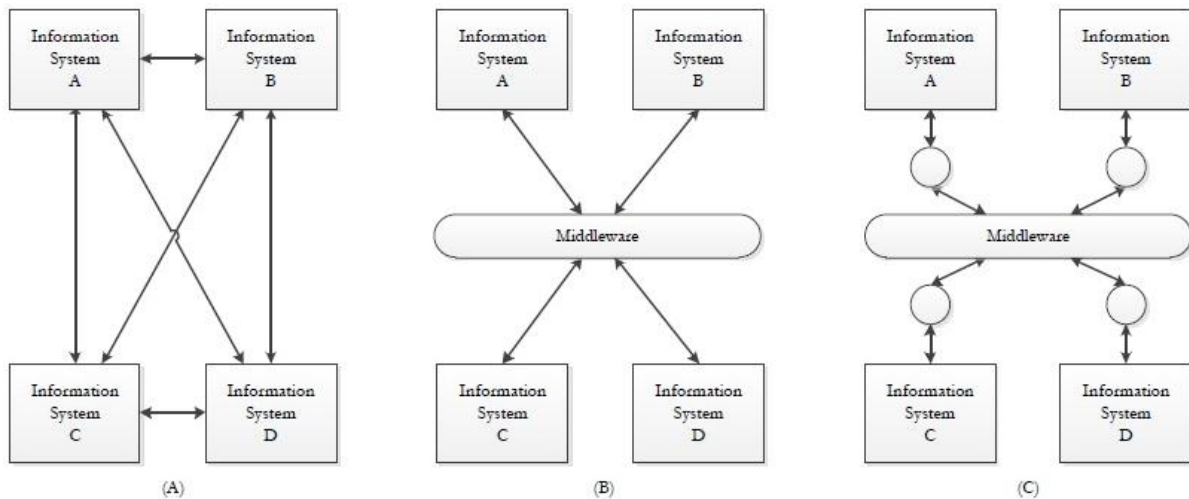 Information
System
A
Information
System
B
Information
System
C
Information
System
D
(A)
Information
System
A
Information
System
B
Middleware
Information
System
C
Information
System
D
(B)
Information
System
A
Information
System
B
Middleware
Information
System
C
Information
System
D
(C)